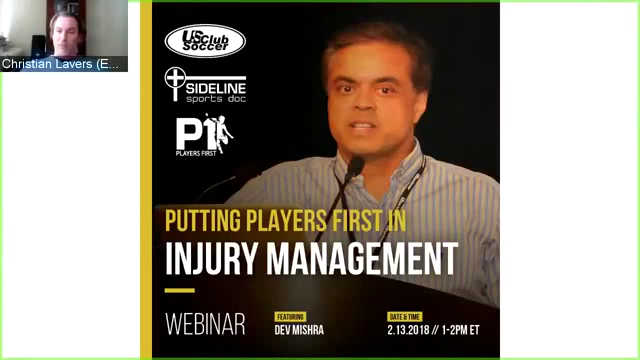 Christian Lavers (E...
US Club
Soccer
SIDELINE
sports doc
P1
PLAYERS FIRST
PUTTING PLAYERS FIRST IN
INJURY MANAGEMENT
WEBINAR
FEATURING
DEV MISHRA
DATE & TIME
2.13.2018 // 1-2PM ET